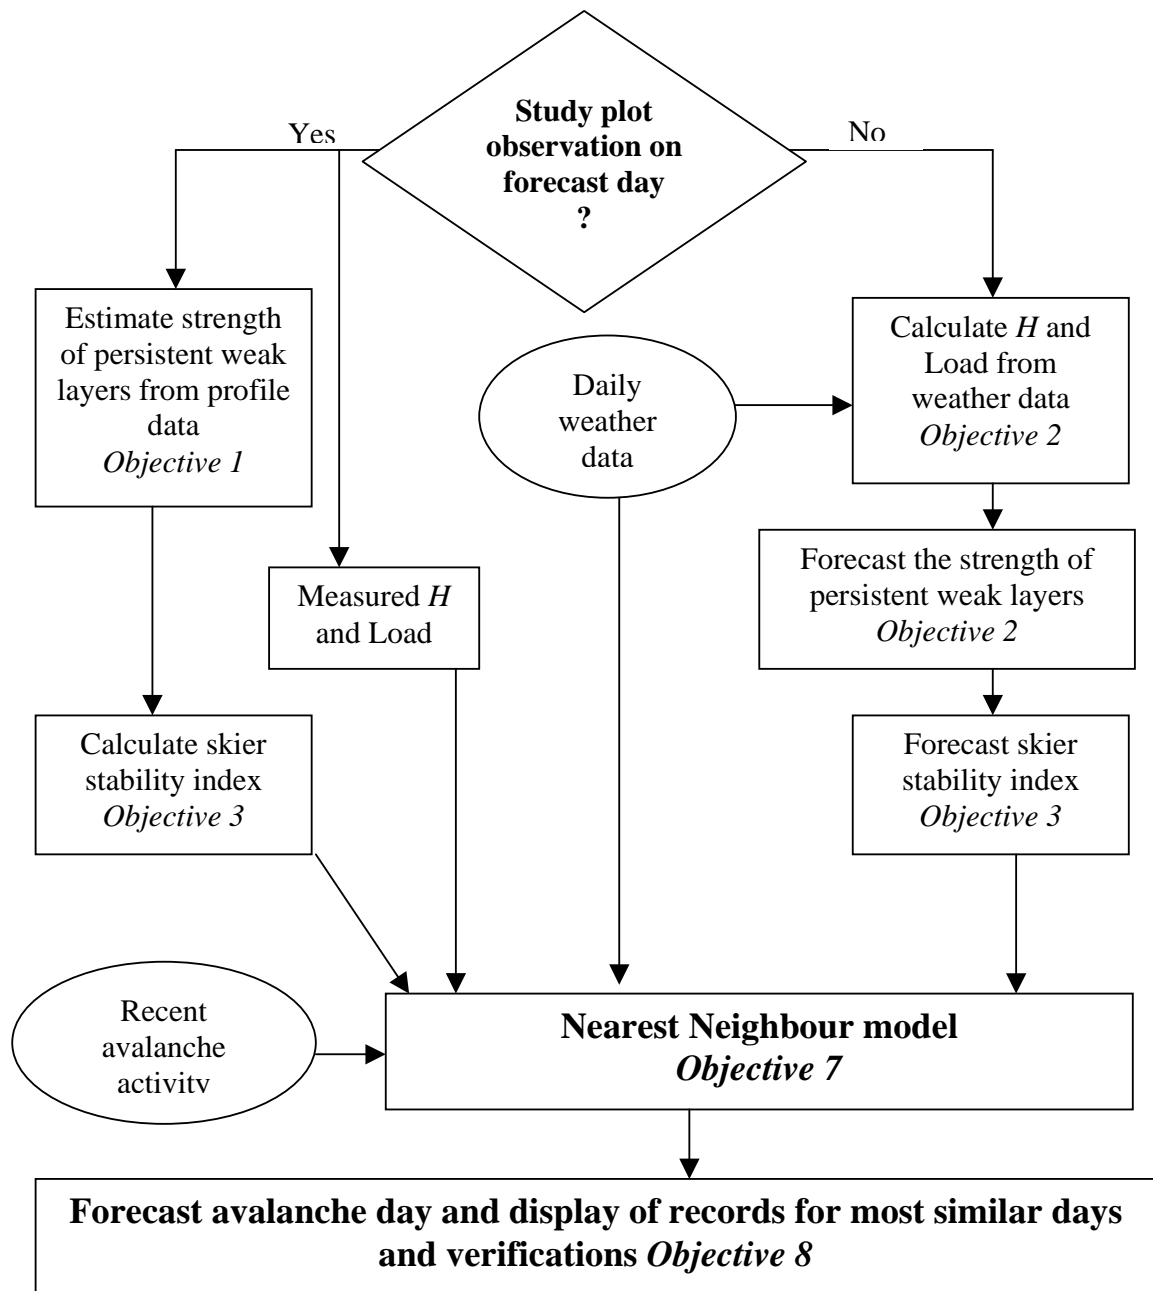 Study plot
observation on
forecast day
?
Yes
No
Estimate strength
of persistent weak
layers from profile
data
Objective 1
Calculate H and
Load from
weather data
Objective 2
Daily
weather
data
Forecast the strength of
persistent weak layers
Objective 2
Measured H
and Load
Calculate skier
stability index
Objective 3
Forecast skier
stability index
Objective 3
Recent
avalanche
activity
Nearest Neighbour model
Objective 7
Forecast avalanche day and display of records for most similar days
and verifications Objective 8